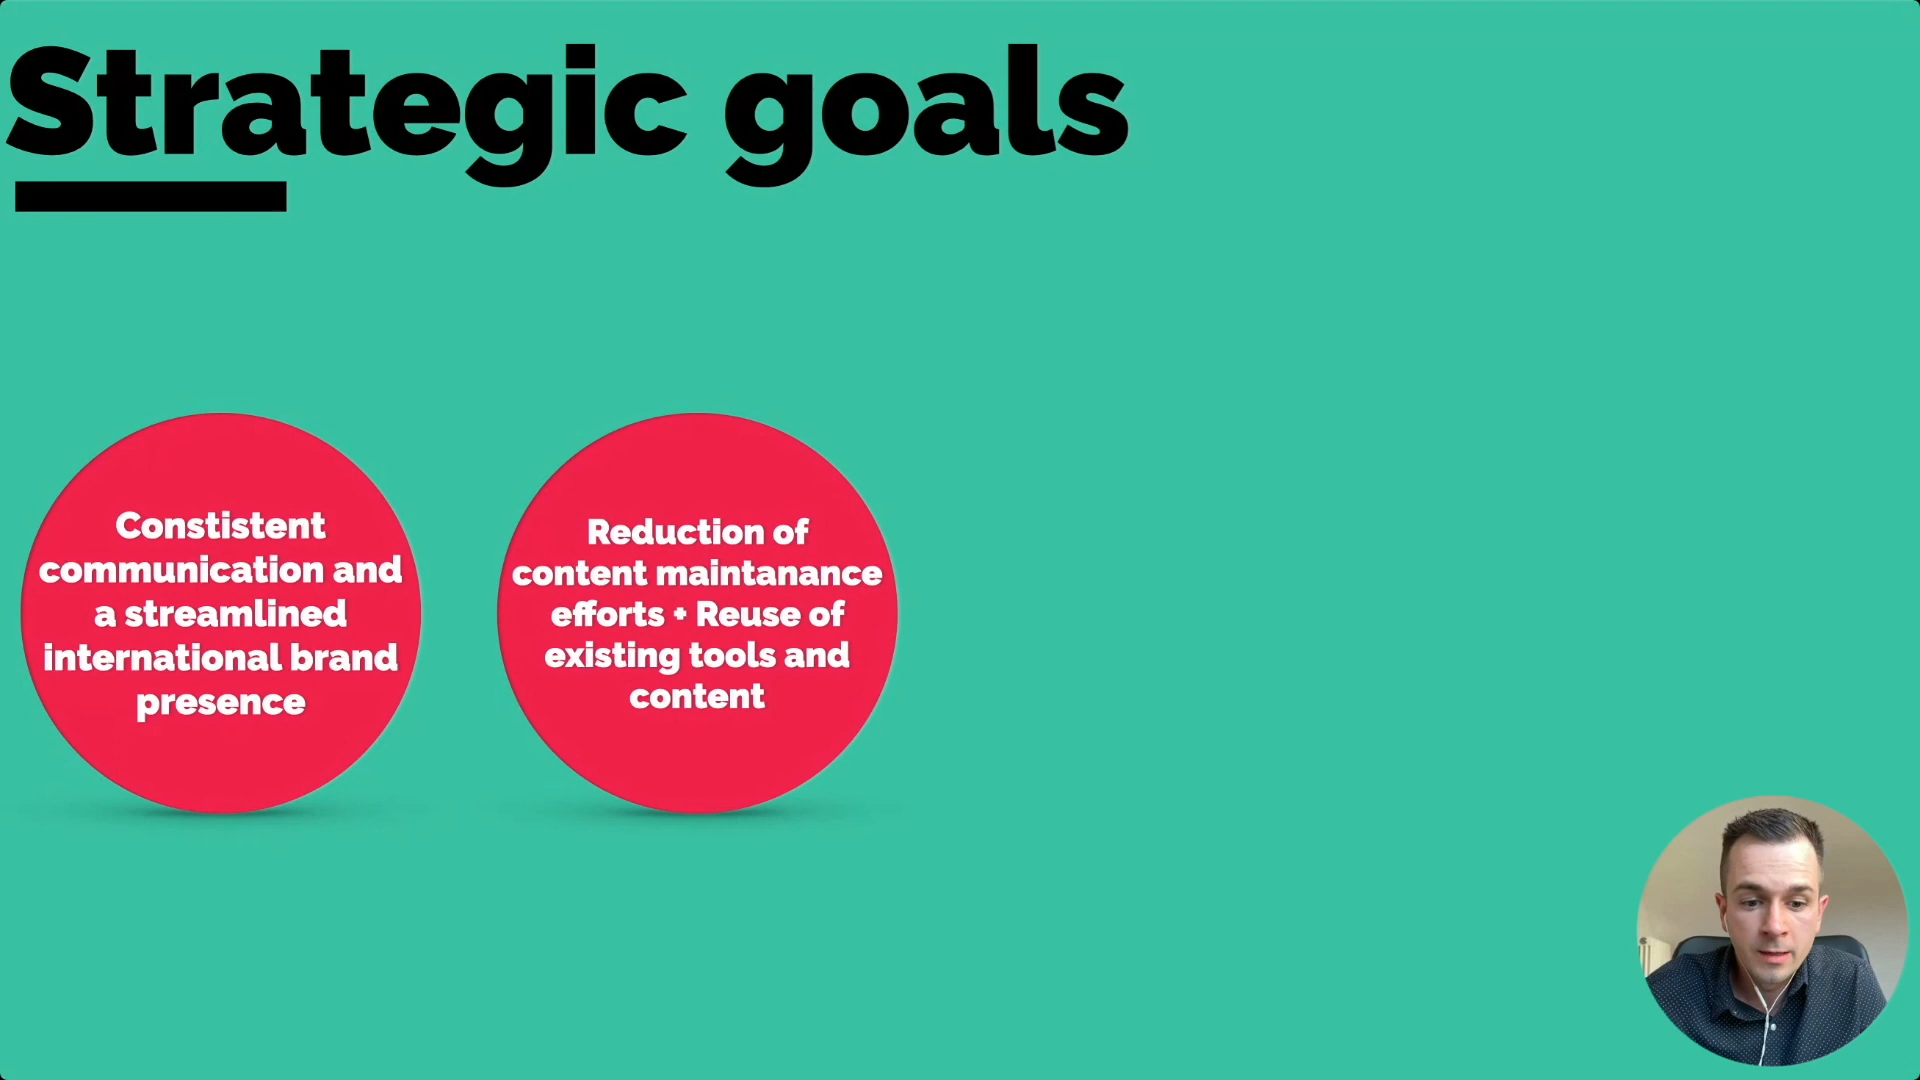 Strategic goals
Constistent
communication and
a streamlined
international brand
presence
Reduction of
content maintanance
efforts + Reuse of
existing tools and
content